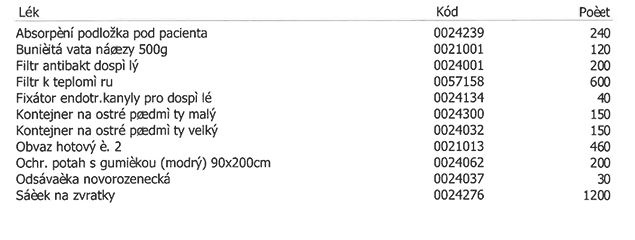 Lék Kód Poèet
Absorpèní podložka pod pacienta 0024239 240
Bunièitá vata náøezy 500g 0021001 120
Filtr antibakt dospì lý 0024001 200
Filtr k teplomì ru 0057158 600
Fixátor endotr.kanyly pro dospì lé 0024134 40
Kontejner na ostré pøedmì ty malý 0024300 150
Kontejner na ostré pøedmì ty velký 0024032 150
Obvaz hotový è. 2 0021013 460
Ochr. potah s gumièkou (modrý) 90x200cm 0024062 200
Odsávaèka novorozenecká 0024037 30
Sáèek na zvratky 0024276 1200